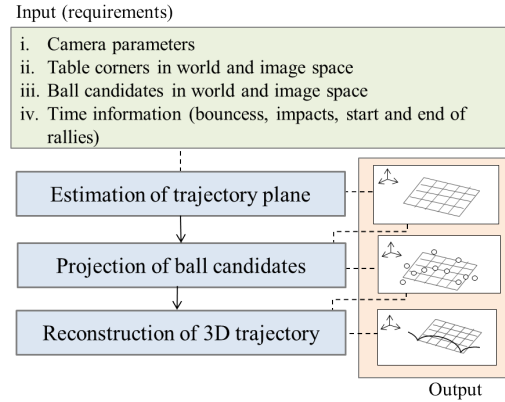 Input (requirements)
i. Camera parameters
ii. Table corners in world and image space
iii. Ball candidates in world and image space
iv. Time information (bouncess, impacts, start and end of
rallies)
Estimation of trajectory plane
Projection of ball candidates
Reconstruction of 3D trajectory
Output